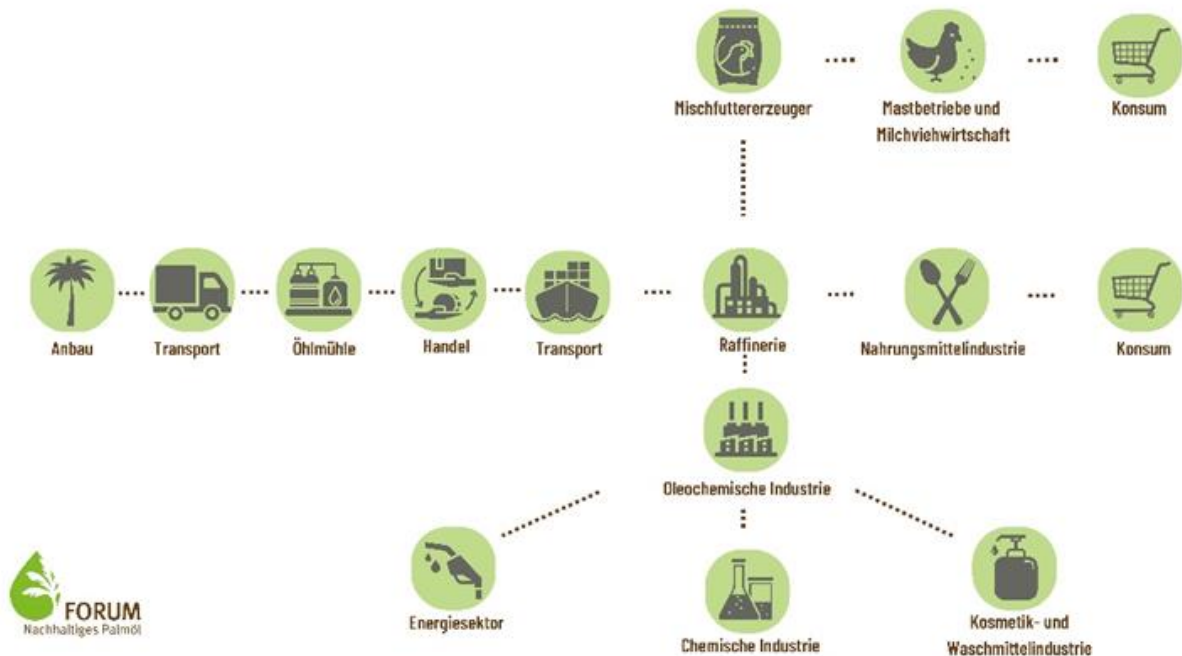 Mischfuttererzeuger
Mastbetriebe und
Milchviehwirtschaft
Konsum
Anbau
Transport
Öhlmühle
Handel
Transport
Raffinerie
Nahrungsmittelindustrie
Konsum
Oleochemische Industrie
Energiesektor
Chemische Industrie
Kosmetik- und
Waschmittelindustrie
FORUM
Nachhaltiges Palmöl